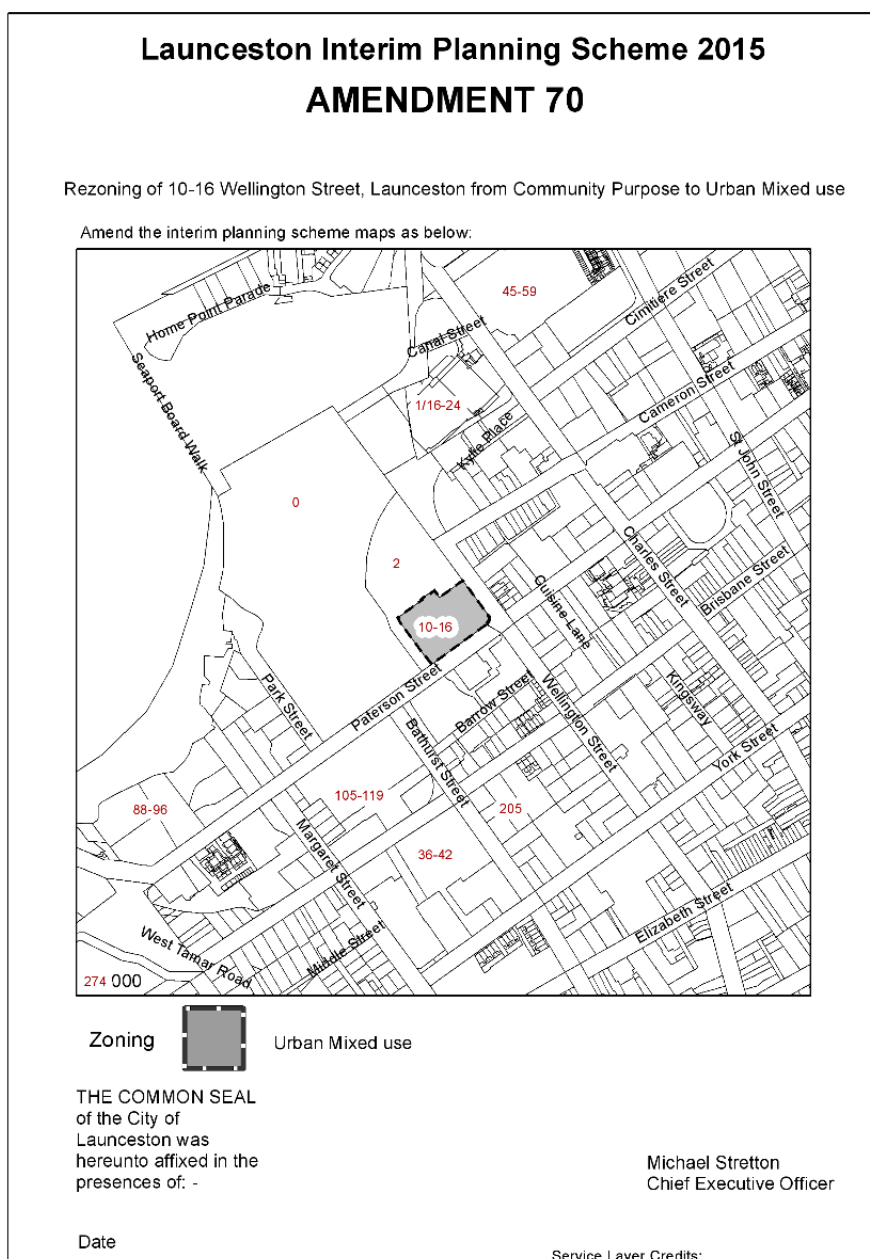 Launceston Interim Planning Scheme 2015
AMENDMENT 70
Rezoning of 10-16 Wellington Street, Launceston from Community Purpose to Urban Mixed use
Amend the interim planning scheme maps as below:
Home Point Parade
Seaport Board Walk
Canal Street
45-59
Cimitiere Street
1/16-24
Kylie Place
Cameron Street
St John Street
0
2
Charles Street
Brisbane Street
10-16
Cuisine Lane
Paterson Street
Park Street
Barrow Street
Wellington Street
Kingsway
Bathurst Street
York Street
88-96
105-119
205
Margaret Street
36-42
Elizabeth Street
West Tamar Road
Middle Street
274 000
Zoning
Urban Mixed use
THE COMMON SEAL
of the City of
Launceston was
hereunto affixed in the
presences of: -
Michael Stretton
Chief Executive Officer
Date
Service Layer Credits: